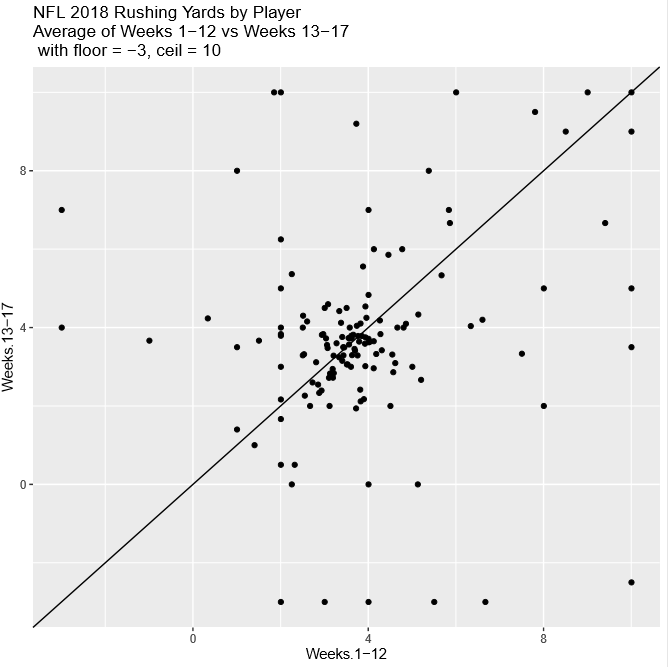 NFL 2018 Rushing Yards by Player
Average of Weeks 1−12 vs Weeks 13−17
with floor = −3, ceil = 10
8
4
0
Weeks.13−17
0 4 8
Weeks.1−12